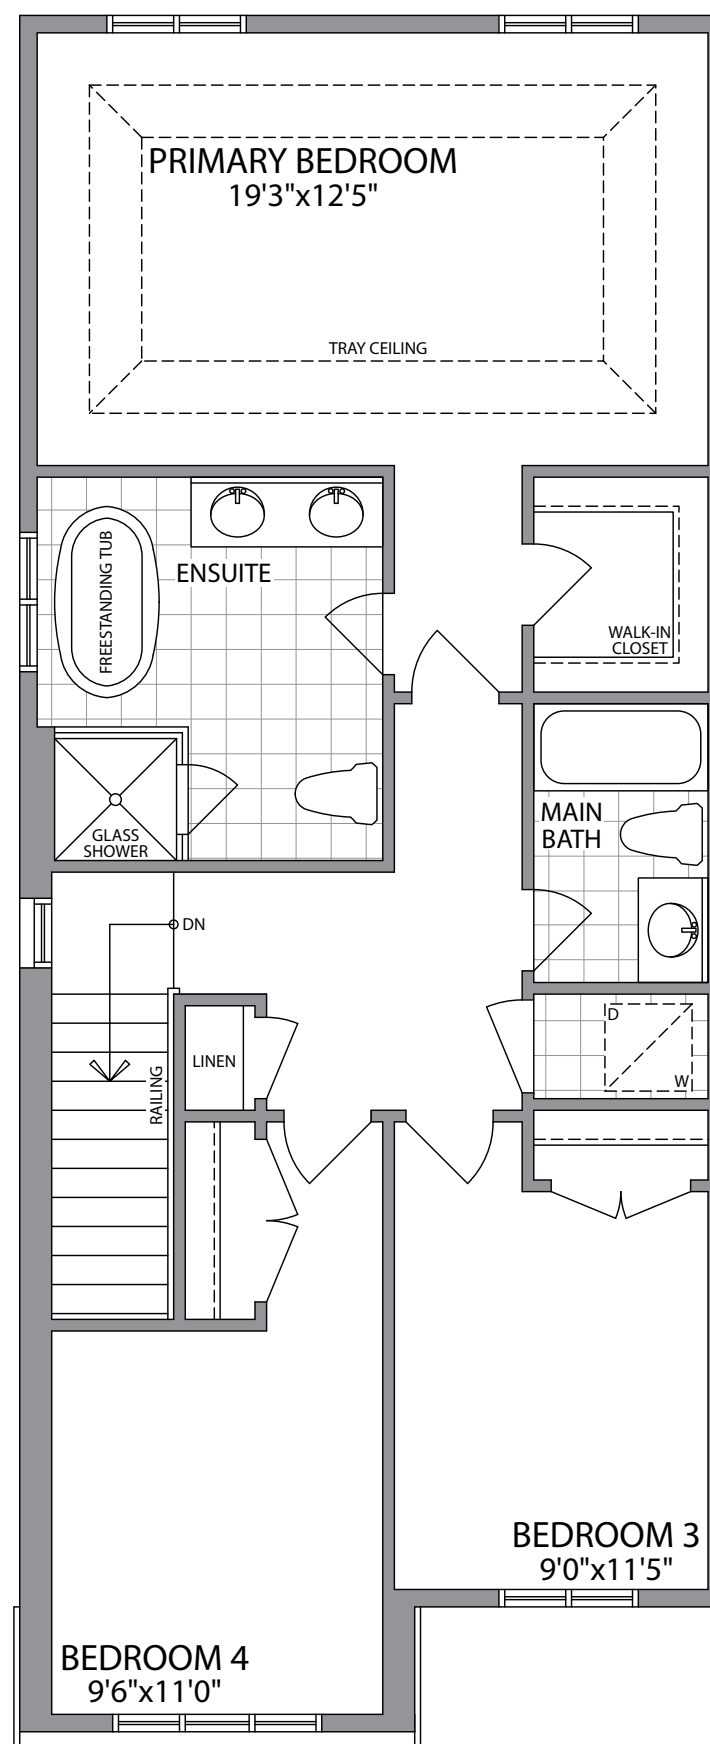 PRIMARY BEDROOM
19'3"x12'5"
TRAY CEILING
FREESTANDING TUB
ENSUITE
WALK-IN
CLOSET
GLASS
SHOWER
MAIN
BATH
DN
RAILING
LINEN
D
W
BEDROOM 3
9'0"x11'5"
BEDROOM 4
9'6"x11'0"